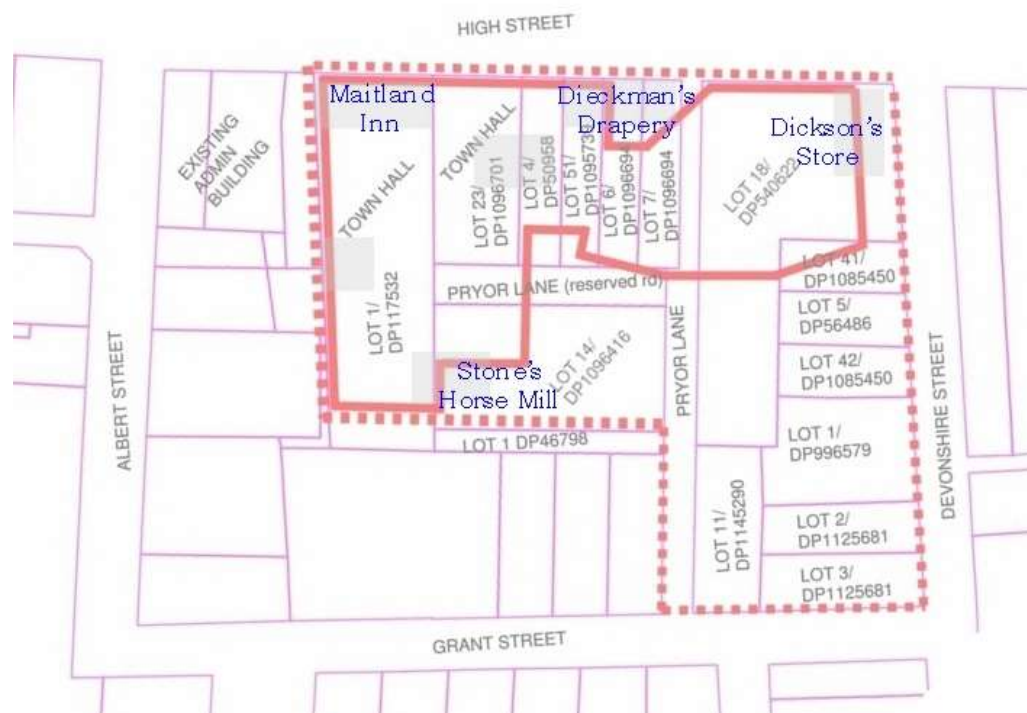 HIGH STREET
Maitland
Inn
TOWN HALL
Dieckman's
Drapery
Dickson's
Store
EXISTING
ADMIN
BUILDING
TOWN HALL
LOT 23/
DP1096701
LOT 4/
DP50958
LOT 51/
LOT 6/
DP1096694
LOT 7/
DP1096694
LOT 18/
DP540622
LOT 41/
DP1085450
PRYOR LANE (reserved rd)
LOT 1/
DP117532
LOT 5/
DP56486
Stone's
Horse Mill
LOT 14/
DP1096416
PRYOR LANE
LOT 42/
DP1085450
ALBERT STREET
LOT 1 DP46798
LOT 1/
DP996579
DEVONSHIRE STREET
LOT 11/
DP1145290
LOT 2/
DP1125681
LOT 3/
DP1125681
GRANT STREET